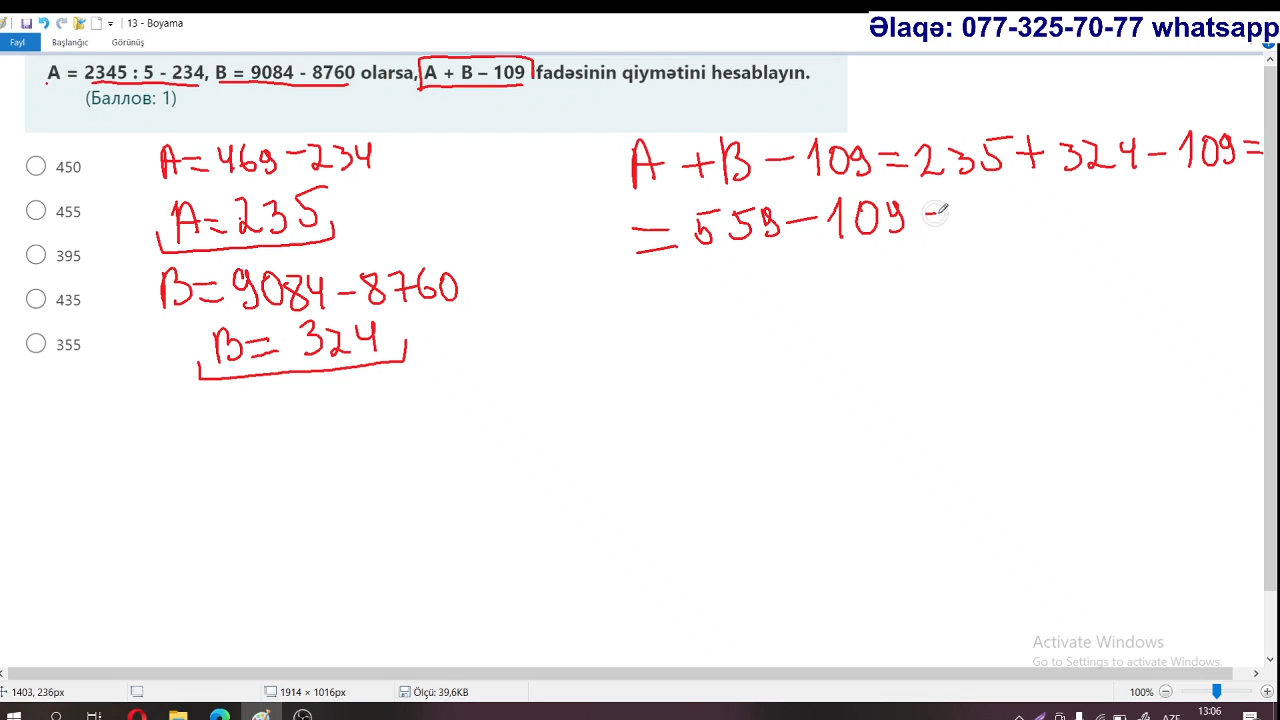 13 - Boyama
Əlaqə: 077-325-70-77 whatsapp
Fayl Başlanğıc Görünüş
A = 2345 : 5 - 234, B = 9084 - 8760 olarsa, A + B – 109 fadəsinin qiymətini hesablayın.
(Баллов: 1)
450
455
395
435
355
A = 469 - 234
A = 235
B = 9084 - 8760
B = 324
A + B - 109 = 235 + 324 - 109 =
= 559 - 109 -
Activate Windows
Go to Settings to activate Windows.
1403, 236px 1914 × 1016px Ölçü: 39,6KB 100%
AZE 13:06